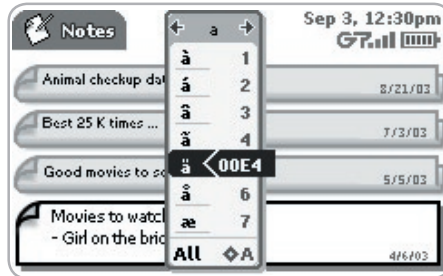 Notes
Sep 3, 12:30pm
G
a
à 1
á 2
â 3
ã 4
ä 00E4
å 6
æ 7
All A
Animal checkup dat
8/21/03
Best 25 K times ...
7/3/03
Good movies to se
5/5/03
Movies to watch
- Girl on the bridg
4/6/03